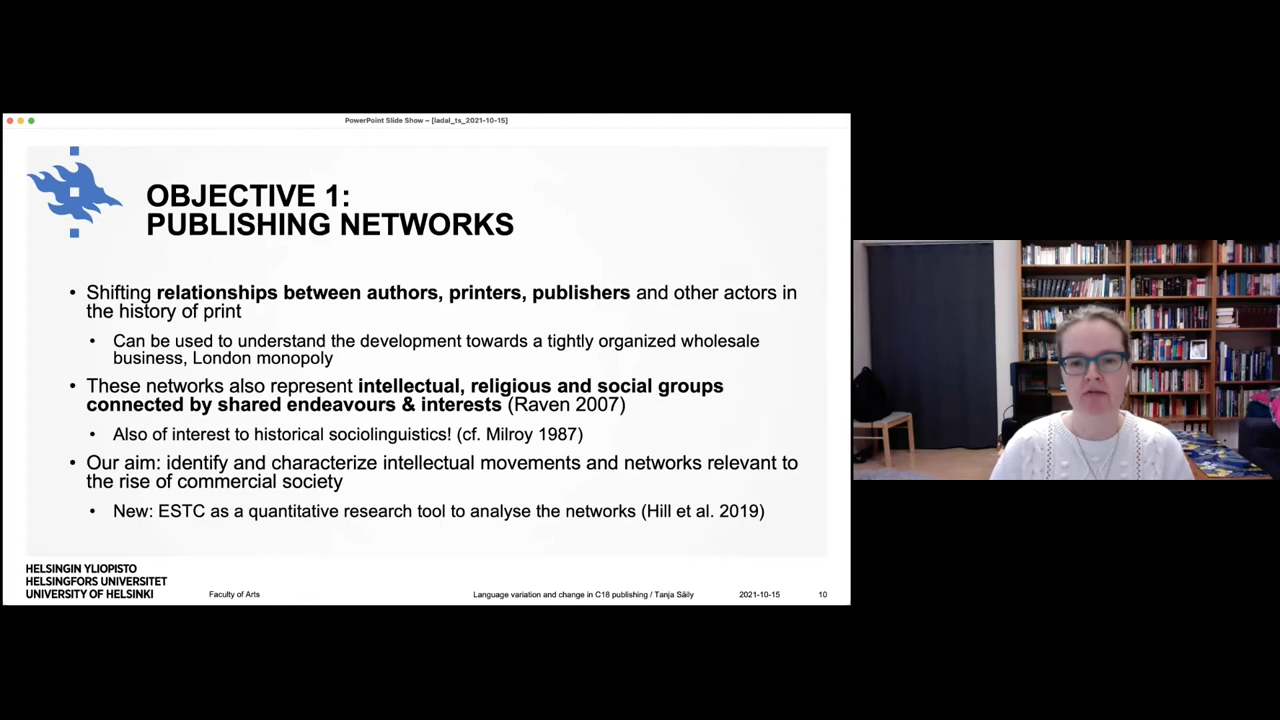 PowerPoint Slide Show – [ladal_ts_2021-10-15]
OBJECTIVE 1:
PUBLISHING NETWORKS
• Shifting relationships between authors, printers, publishers and other actors in
the history of print
• Can be used to understand the development towards a tightly organized wholesale
business, London monopoly
• These networks also represent intellectual, religious and social groups
connected by shared endeavours & interests (Raven 2007)
• Also of interest to historical sociolinguistics! (cf. Milroy 1987)
• Our aim: identify and characterize intellectual movements and networks relevant to
the rise of commercial society
• New: ESTC as a quantitative research tool to analyse the networks (Hill et al. 2019)
HELSINGIN YLIOPISTO
HELSINGFORS UNIVERSITET
UNIVERSITY OF HELSINKI
Faculty of Arts
Language variation and change in C18 publishing / Tanja Säily
2021-10-15
10